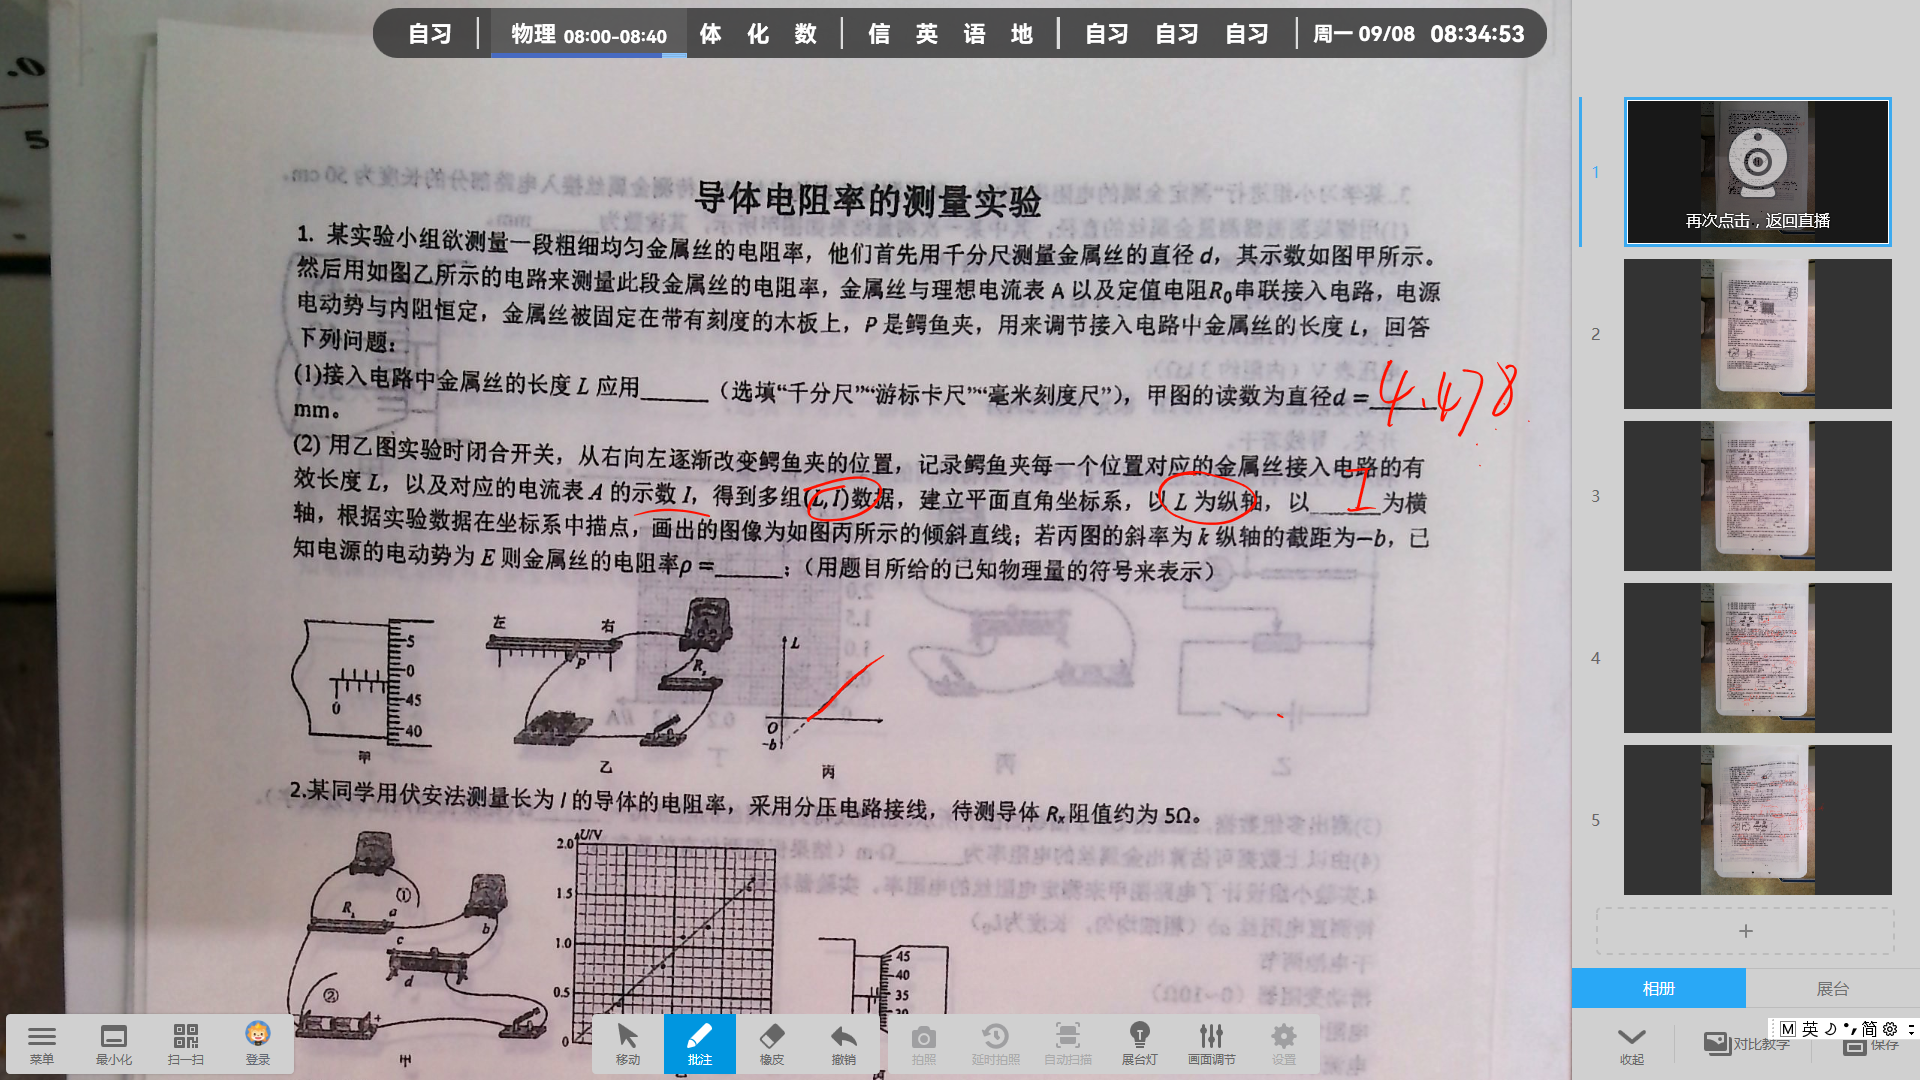 自习 物理 08:00-08:40 体 化 数 信 英 语 地 自习 自习 自习 周一 09/08 08:34:53
导体电阻率的测量实验
1. 某实验小组欲测量一段粗细均匀金属丝的电阻率，他们首先用千分尺测量金属丝的直径 d，其示数如图甲所示。
然后用如图乙所示的电路来测量此段金属丝的电阻率，金属丝与理想电流表 A 以及定值电阻R₀串联接入电路，电源
电动势与内阻恒定，金属丝被固定在带有刻度的木板上，P 是鳄鱼夹，用来调节接入电路中金属丝的长度 L，回答
下列问题：
(1)接入电路中金属丝的长度 L 应用______（选填“千分尺”“游标卡尺”“毫米刻度尺”），甲图的读数为直径d =______ 4.478
mm。
(2) 用乙图实验时闭合开关，从右向左逐渐改变鳄鱼夹的位置，记录鳄鱼夹每一个位置对应的金属丝接入电路的有
效长度 L，以及对应的电流表 A 的示数 I，得到多组(L,I)数据，建立平面直角坐标系，以 L 为纵轴，以______ I 为横
轴，根据实验数据在坐标系中描点，画出的图像为如图丙所示的倾斜直线；若丙图的斜率为 k 纵轴的截距为—b，已
知电源的电动势为 E 则金属丝的电阻率ρ =______；（用题目所给的已知物理量的符号来表示）
5
0
45
40
0
甲
左 右
P
乙
L
O
-b
丙
2.某同学用伏安法测量长为 l 的导体的电阻率，采用分压电路接线，待测导体 Rₓ 阻值约为 5Ω。
①
a
b
c
d
②
甲
U/V
2.0
1.5
1.0
0.5
0
45
40
35
再次点击，返回直播
1
2
3
4
5
+
相册 展台
菜单 最小化 扫一扫 登录 移动 批注 橡皮 撤销 拍照 延时拍照 自动扫描 展台灯 画面调节 设置 收起 对比教学 保存
M 英 简